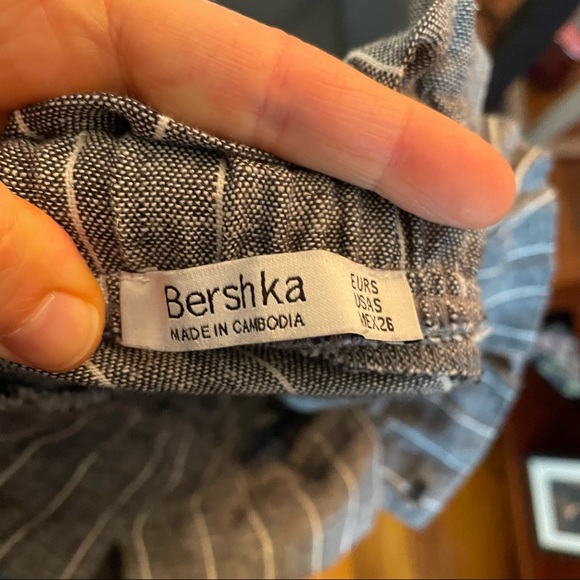 Bershka
MADE IN CAMBODIA
EUR S
USA S
MEX 26